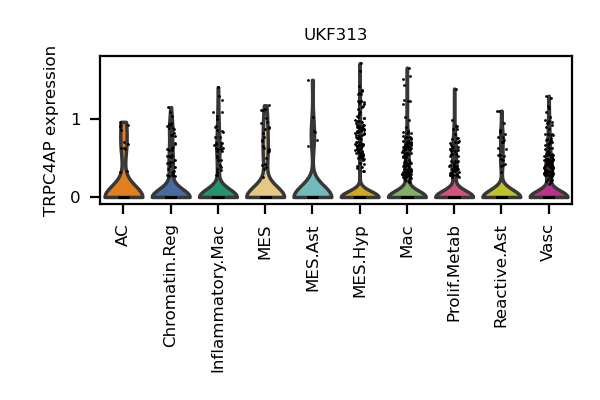 UKF313
TRPC4AP expression
1
0
AC
Chromatin.Reg
Inflammatory.Mac
MES
MES.Ast
MES.Hyp
Mac
Prolif.Metab
Reactive.Ast
Vasc